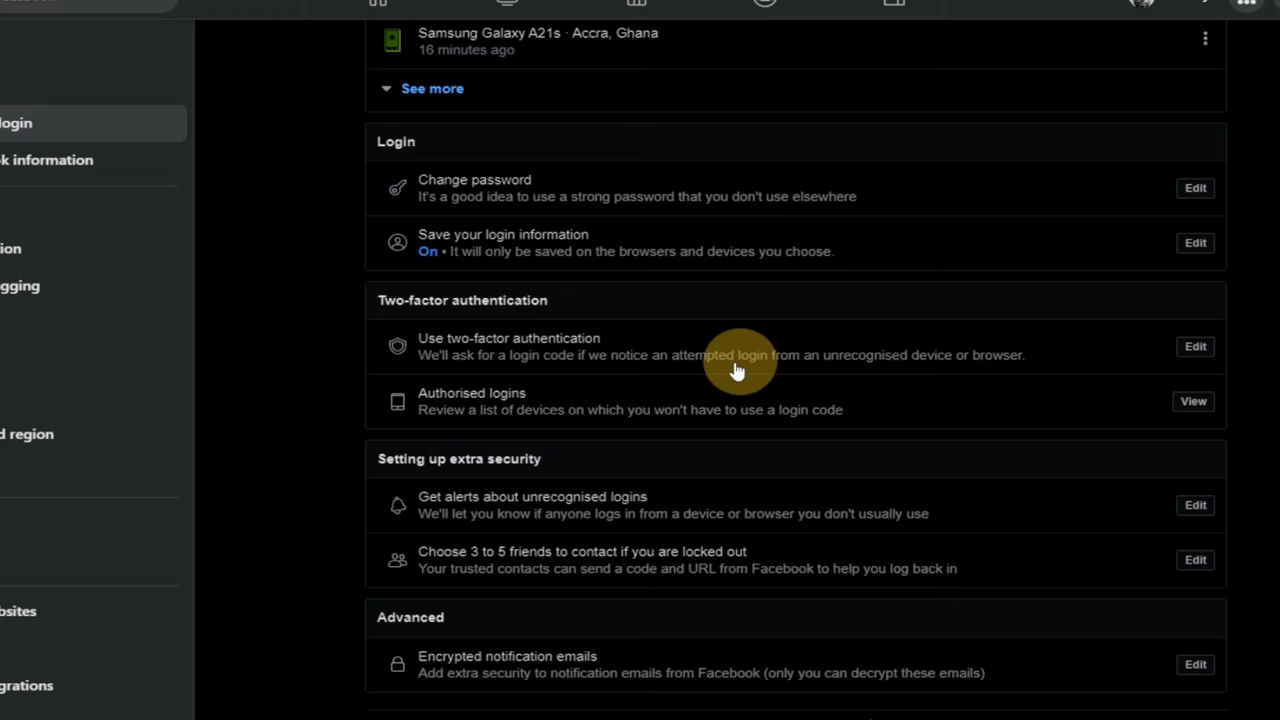 Samsung Galaxy A21s · Accra, Ghana
16 minutes ago
See more
login
k information
Login
Change password
It's a good idea to use a strong password that you don't use elsewhere
Edit
Save your login information
On • It will only be saved on the browsers and devices you choose.
Edit
ion
gging
Two-factor authentication
Use two-factor authentication
We'll ask for a login code if we notice an attempted login from an unrecognised device or browser.
Edit
Authorised logins
Review a list of devices on which you won't have to use a login code
View
d region
Setting up extra security
Get alerts about unrecognised logins
We'll let you know if anyone logs in from a device or browser you don't usually use
Edit
Choose 3 to 5 friends to contact if you are locked out
Your trusted contacts can send a code and URL from Facebook to help you log back in
Edit
bsites
Advanced
Encrypted notification emails
Add extra security to notification emails from Facebook (only you can decrypt these emails)
Edit
grations